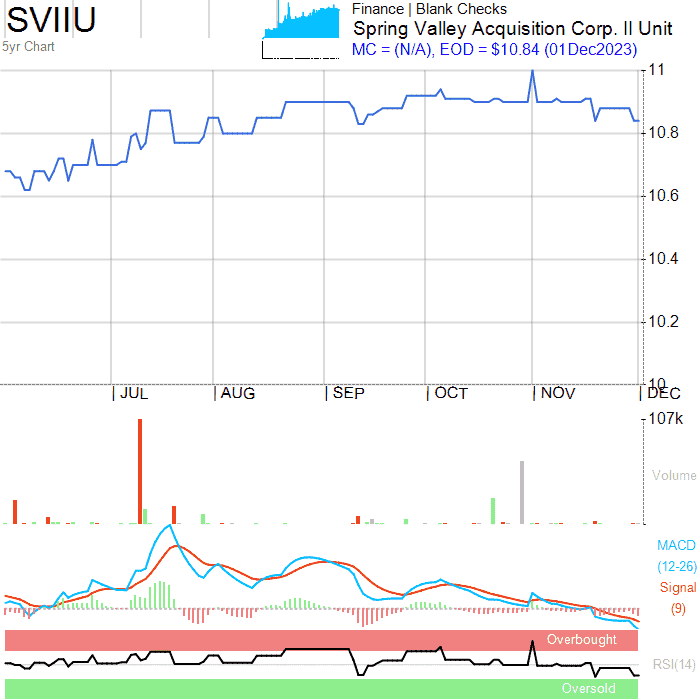 SVIIU
5yr Chart
Finance | Blank Checks
Spring Valley Acquisition Corp. II Unit
MC = (N/A), EOD = $10.84 (01Dec2023)
11
10.8
10.6
10.4
10.2
10
JUL AUG SEP OCT NOV DEC
107k
Volume
MACD
(12-26)
Signal
(9)
Overbought
RSI(14)
Oversold